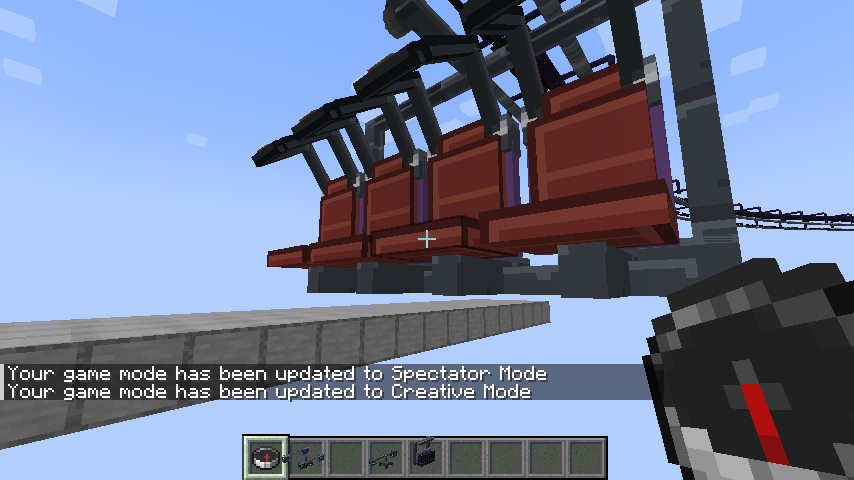 Your game mode has been updated to Spectator Mode
Your game mode has been updated to Creative Mode